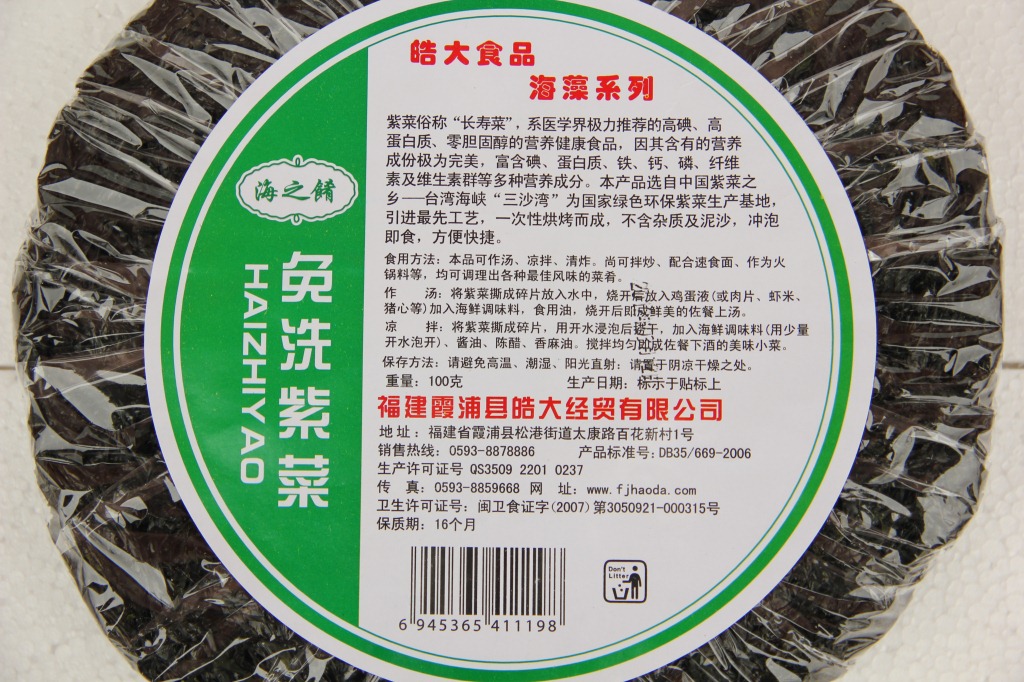 皓大食品
海藻系列
海之餚
免洗紫菜
HAIZHIYAO
紫菜俗称“长寿菜”，系医学界极力推荐的高碘、高
蛋白质、零胆固醇的营养健康食品，因其含有的营养
成份极为完美，富含碘、蛋白质、铁、钙、磷、纤维
素及维生素群等多种营养成分。本产品选自中国紫菜之
乡——台湾海峡“三沙湾”为国家绿色环保紫菜生产基地，
引进最先工艺，一次性烘烤而成，不含杂质及泥沙，冲泡
即食，方便快捷。
食用方法：本品可作汤、凉拌、清炸。尚可拌炒、配合速食面、作为火
锅料等，均可调理出各种最佳风味的菜肴。
作 汤：将紫菜撕成碎片放入水中，烧开后放入鸡蛋液(或肉片、虾米、
猪心等)加入海鲜调味料，食用油，烧开后即成鲜美的佐餐上汤。
凉 拌：将紫菜撕成碎片，用开水浸泡后捞干，加入海鲜调味料(用少量
开水泡开)、酱油、陈醋、香麻油。搅拌均匀即成佐餐下酒的美味小菜。
保存方法：请避免高温、潮湿、阳光直射；请置于阴凉干燥之处。
重量：100克 生产日期：标示于贴标上
福建霞浦县皓大经贸有限公司
地址：福建省霞浦县松港街道太康路百花新村1号
销售热线：0593-8878886 产品标准号：DB35/669-2006
生产许可证号 QS3509 2201 0237
传 真：0593-8859668 网 址：www.fjhaoda.com
卫生许可证号：闽卫食证字(2007)第3050921-000315号
保质期：16个月
Don't
Litter
6 945365 411198